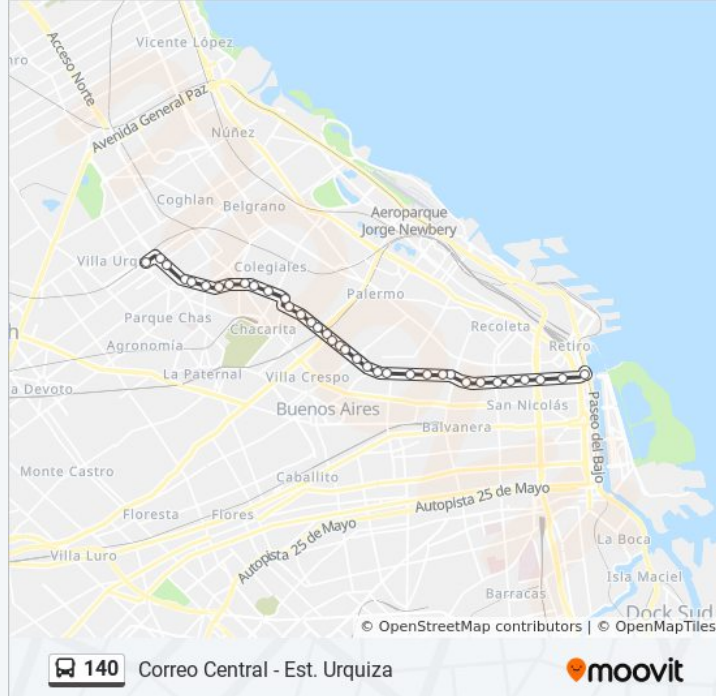 Vicente López
Acceso Norte
Avenida General Paz
Núñez
Coghlan
Belgrano
Aeroparque
Jorge Newbery
Villa
Colegiales
Palermo
Parque Chas
Chacarita
Recoleta
Retiro
Agronomía
La Paternal
Villa Crespo
a Devoto
San Nicolás
Buenos Aires
Balvanera
Paseo del Bajo
Monte Castro
Caballito
Autopista 25 de Mayo
Floresta
Flores
Autopista 25 de Mayo
La Boca
Villa Luro
Isla Maciel
Barracas
Dock Sud
© OpenStreetMap contributors | © OpenMapTiles
140 Correo Central - Est. Urquiza
moovit